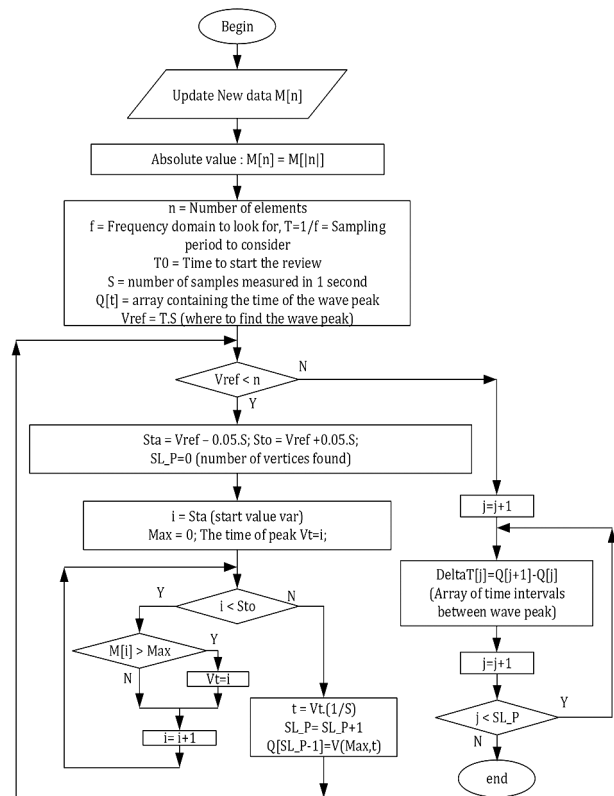 Begin
Update New data M[n]
Absolute value : M[n] = M[|n|]
n = Number of elements
f = Frequency domain to look for, T=1/f = Sampling
period to consider
T0 = Time to start the review
S = number of samples measured in 1 second
Q[t] = array containing the time of the wave peak
Vref = T.S (where to find the wave peak)
Vref < n
N
Y
Sta = Vref – 0.05.S; Sto = Vref +0.05.S;
SL_P=0 (number of vertices found)
i = Sta (start value var)
Max = 0; The time of peak Vt=i;
i < Sto
Y
N
M[i] > Max
Y
N
Vt=i
i= i+1
t = Vt.(1/S)
SL_P= SL_P+1
Q[SL_P-1]=V(Max,t)
j=j+1
DeltaT[j]=Q[j+1]-Q[j]
(Array of time intervals
between wave peak)
j=j+1
j < SL_P
Y
N
end